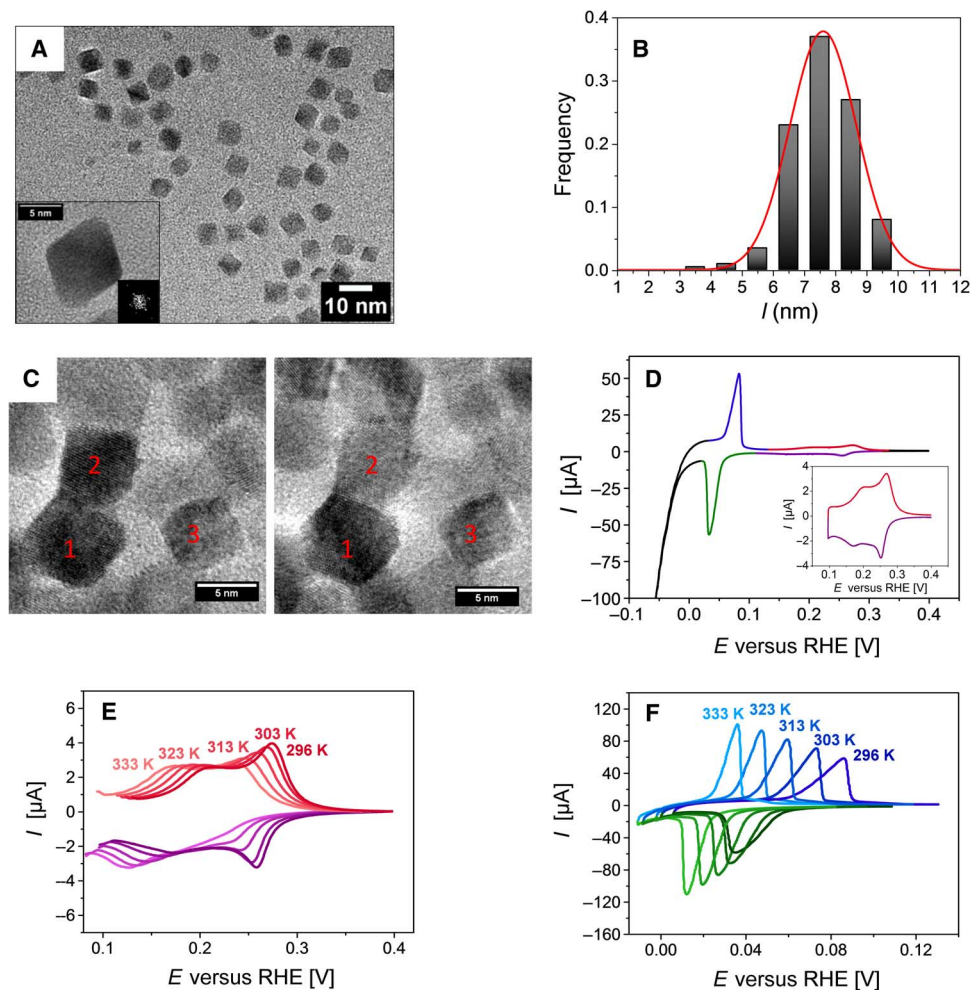 A
5 nm
10 nm
B
0.4
0.3
0.2
0.1
0.0
Frequency
1 2 3 4 5 6 7 8 9 10 11 12
l (nm)
C
2
1
3
5 nm
2
1
3
5 nm
D
50
25
0
−25
−50
−75
−100
I [µA]
−0.1 0.0 0.1 0.2 0.3 0.4 0.5
E versus RHE [V]
4
2
0
−2
−4
I [µA]
0.1 0.2 0.3 0.4
E versus RHE [V]
E
6
4
2
0
−2
−4
−6
I [µA]
333 K 323 K 313 K 303 K
296 K
0.1 0.2 0.3 0.4
E versus RHE [V]
F
120
80
40
0
−40
−80
−120
−160
I [µA]
333 K 323 K
313 K
303 K
296 K
0.00 0.04 0.08 0.12
E versus RHE [V]